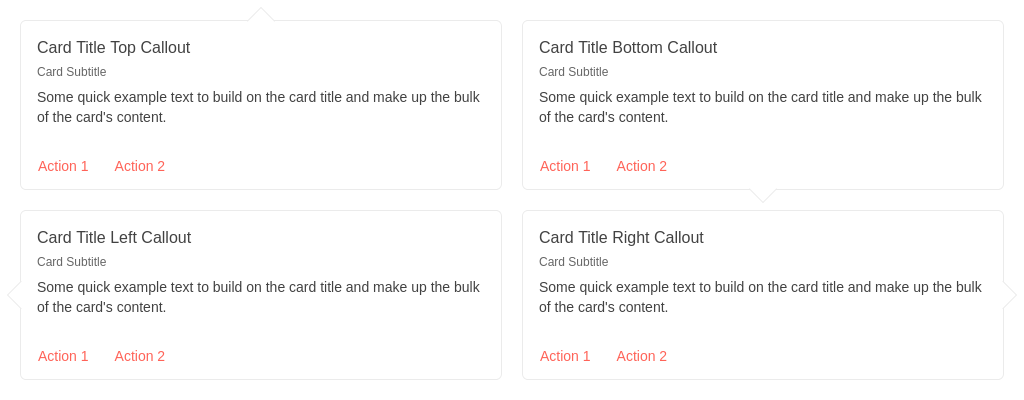 Card Title Top Callout
Card Subtitle
Some quick example text to build on the card title and make up the bulk
of the card's content.
Action 1 Action 2
Card Title Bottom Callout
Card Subtitle
Some quick example text to build on the card title and make up the bulk
of the card's content.
Action 1 Action 2
Card Title Left Callout
Card Subtitle
Some quick example text to build on the card title and make up the bulk
of the card's content.
Action 1 Action 2
Card Title Right Callout
Card Subtitle
Some quick example text to build on the card title and make up the bulk
of the card's content.
Action 1 Action 2